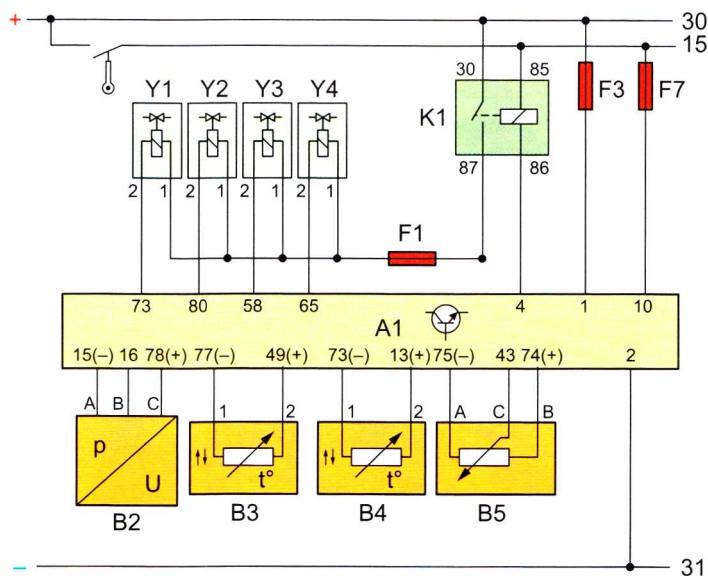 + 30
15
Y1 Y2 Y3 Y4 30 85 F3 F7
K1
87 86
2 1 2 1 2 1 2 1
F1
73 80 58 65 4 1 10
A1
15(–) 16 78(+) 77(–) 49(+) 73(–) 13(+) 75(–) 43 74(+) 2
A B C 1 2 1 2 A C B
p
U t° t°
B2 B3 B4 B5
– 31